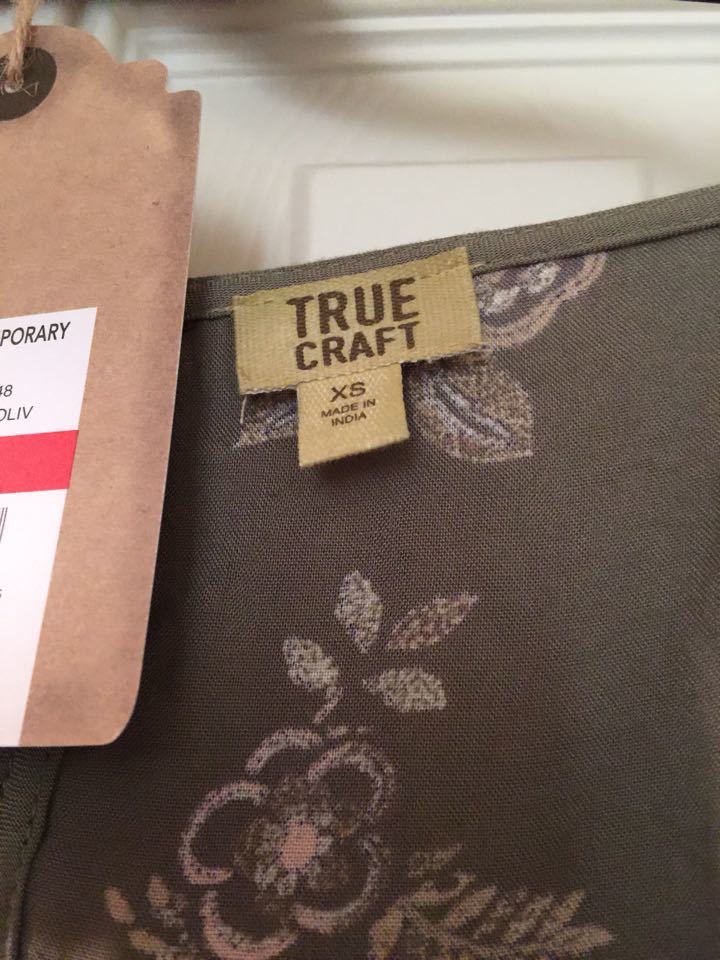 PORARY
48
OLIV
TRUE
CRAFT
XS
MADE IN
INDIA